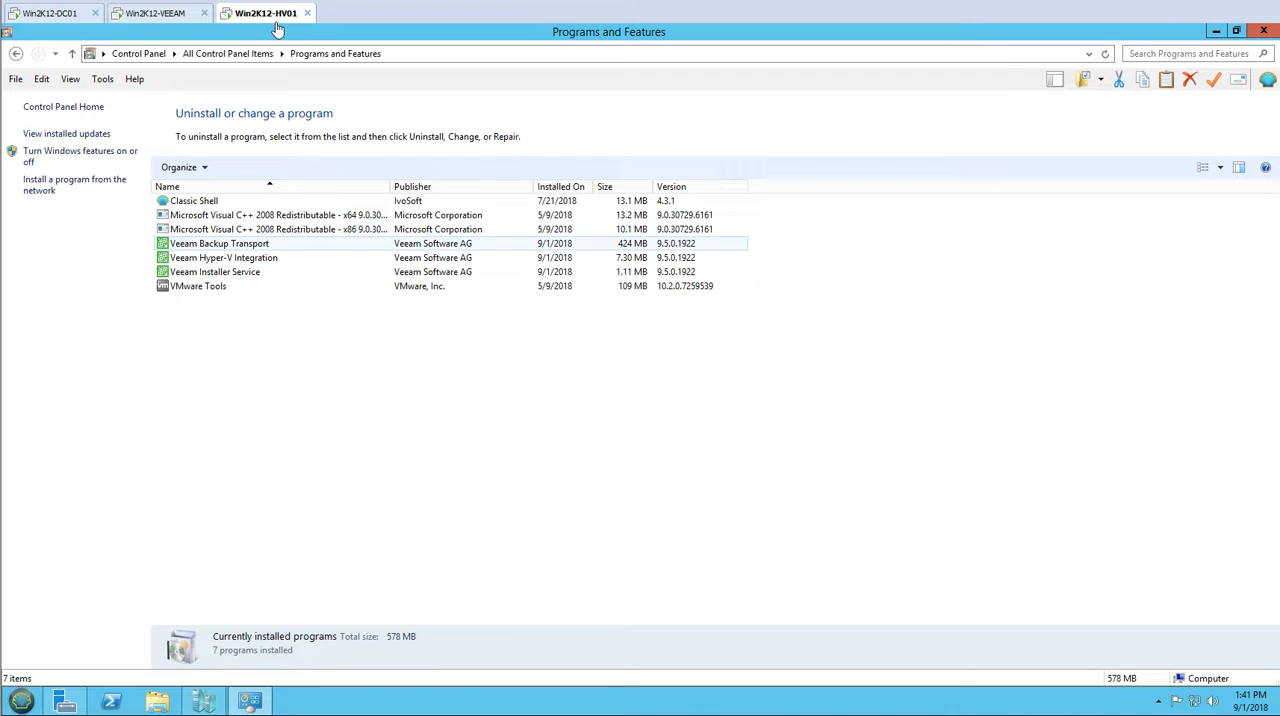 Win2K12-DC01 Win2K12-VEEAM Win2K12-HV01
Programs and Features
Control Panel All Control Panel Items Programs and Features Search Programs and Features
File Edit View Tools Help
Control Panel Home
View installed updates
Turn Windows features on or
off
Install a program from the
network
Uninstall or change a program
To uninstall a program, select it from the list and then click Uninstall, Change, or Repair.
Organize
Name Publisher Installed On Size Version
Classic Shell IvoSoft 7/21/2018 13.1 MB 4.3.1
Microsoft Visual C++ 2008 Redistributable - x64 9.0.30... Microsoft Corporation 5/9/2018 13.2 MB 9.0.30729.6161
Microsoft Visual C++ 2008 Redistributable - x86 9.0.30... Microsoft Corporation 5/9/2018 10.1 MB 9.0.30729.6161
Veeam Backup Transport Veeam Software AG 9/1/2018 424 MB 9.5.0.1922
Veeam Hyper-V Integration Veeam Software AG 9/1/2018 7.30 MB 9.5.0.1922
Veeam Installer Service Veeam Software AG 9/1/2018 1.11 MB 9.5.0.1922
vm VMware Tools VMware, Inc. 5/9/2018 109 MB 10.2.0.7259539
Currently installed programs Total size: 578 MB
7 programs installed
7 items 578 MB Computer
1:41 PM
9/1/2018